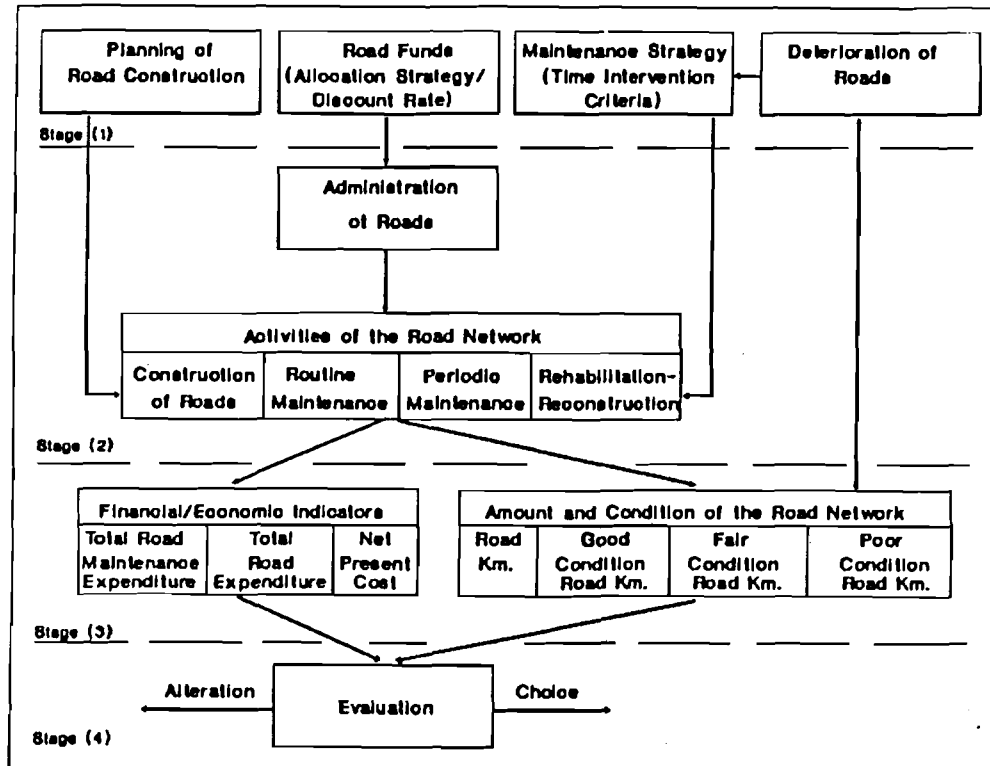 Planning of
Road Construction
Road Funds
(Allocation Strategy/
Discount Rate)
Maintenance Strategy
(Time Intervention
Criteria)
Deterioration of
Roads
Stage (1)
Administration
of Roads
Activities of the Road Network
Construction
of Roads
Routine
Maintenance
Periodic
Maintenance
Rehabilitation-
Reconstruction
Stage (2)
Financial/Economic Indicators
Total Road
Maintenance
Expenditure
Total
Road
Expenditure
Net
Present
Cost
Amount and Condition of the Road Network
Road
Km.
Good
Condition
Road Km.
Fair
Condition
Road Km.
Poor
Condition
Road Km.
Stage (3)
Alteration
Evaluation
Choice
Stage (4)